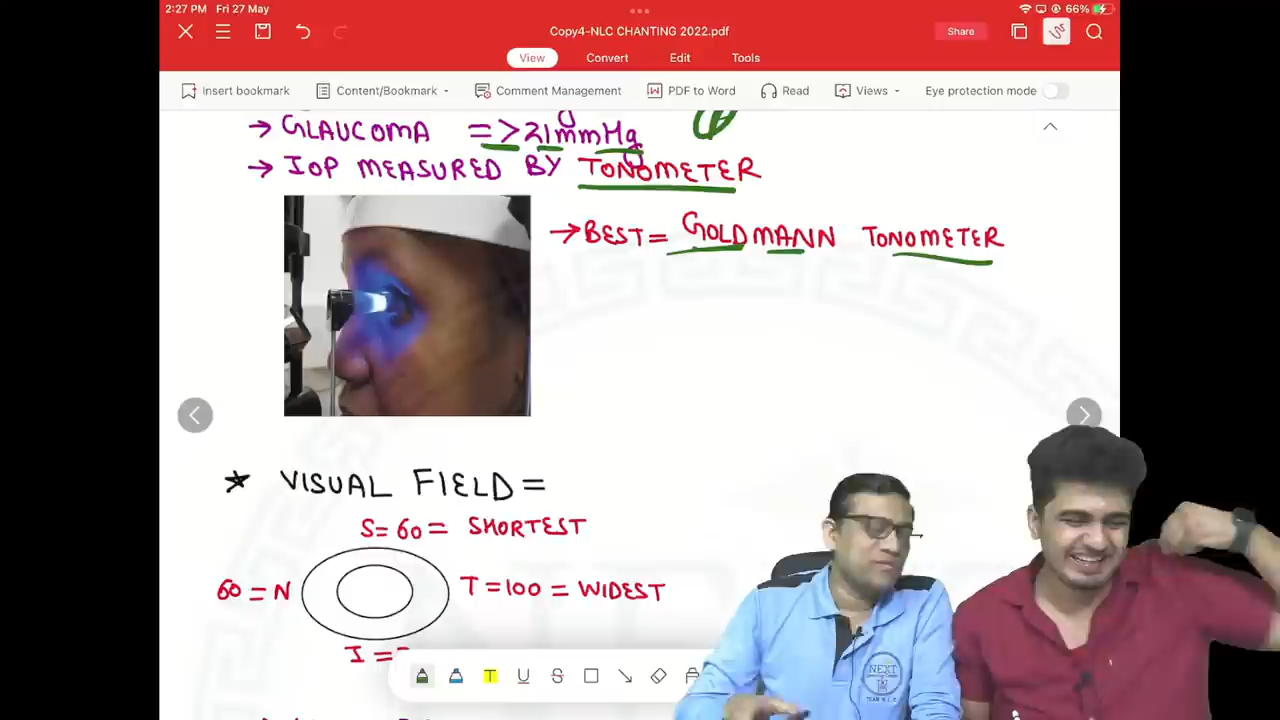 2:27 PM Fri 27 May
66%
Copy4-NLC CHANTING 2022.pdf
Share
View Convert Edit Tools
Insert bookmark Content/Bookmark Comment Management PDF to Word Read Views Eye protection mode
→ GLAUCOMA => 21mmHg
→ IOP MEASURED BY TONOMETER
→ BEST = GOLDMANN TONOMETER
* VISUAL FIELD =
S = 60 = SHORTEST
60 = N T = 100 = WIDEST
I =
T U S
NEXT